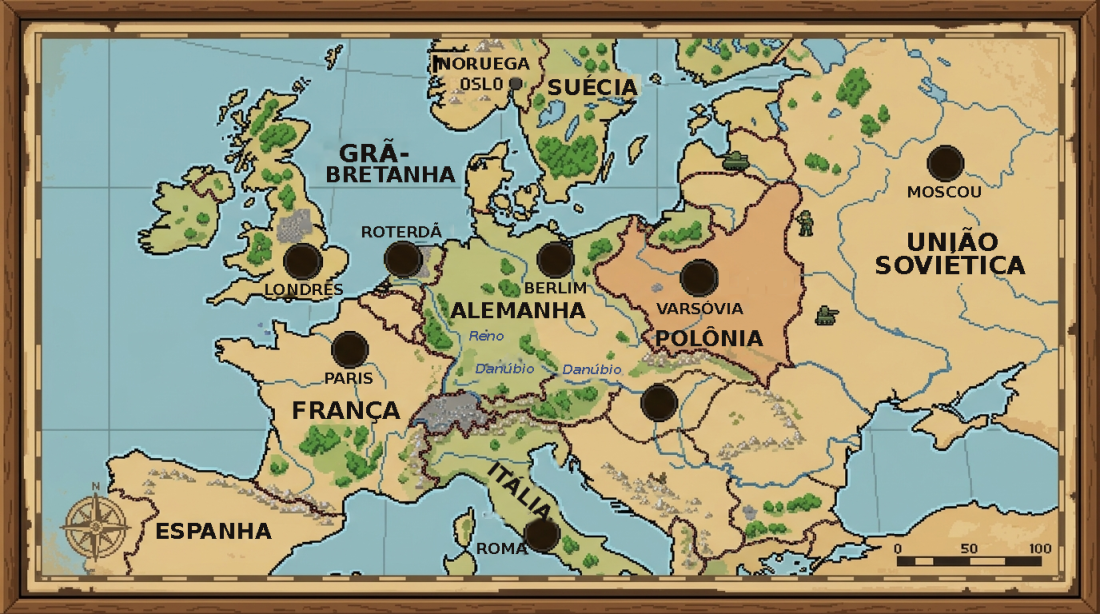 NORUEGA
OSLO
SUÉCIA
GRÃ-
BRETANHA
MOSCOU
ROTERDÃ
UNIÃO
SOVIÉTICA
LONDRES
BERLIM
ALEMANHA
VARSÓVIA
POLÔNIA
Reno
Danúbio
Danúbio
PARIS
FRANÇA
ITÁLIA
N
ESPANHA
ROMA
0 50 100